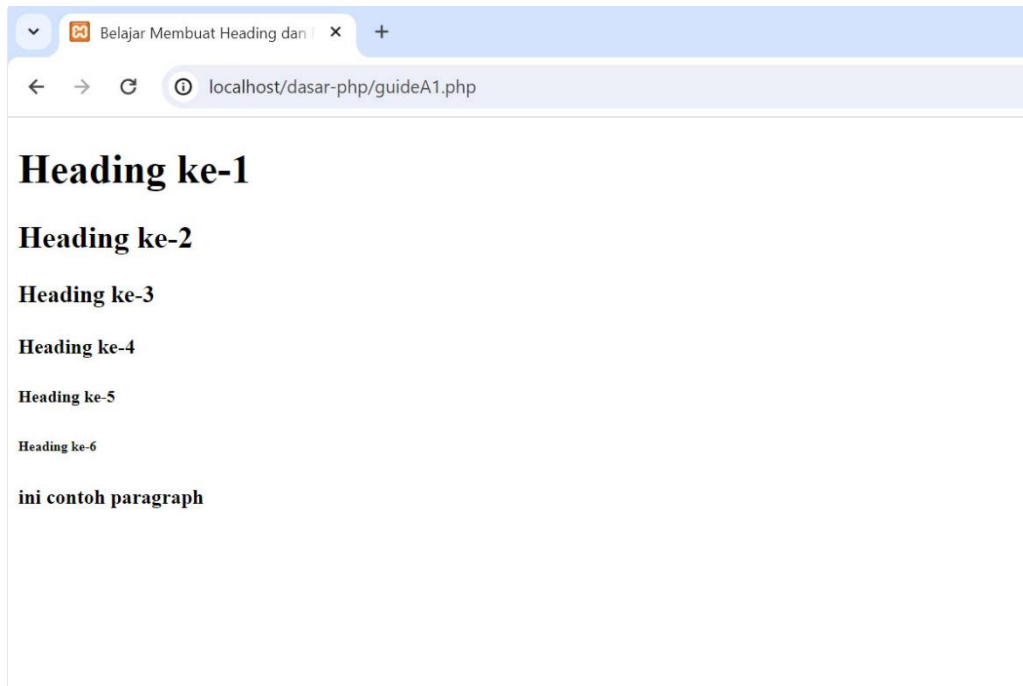 Belajar Membuat Heading dan
localhost/dasar-php/guideA1.php
Heading ke-1
Heading ke-2
Heading ke-3
Heading ke-4
Heading ke-5
Heading ke-6
ini contoh paragraph